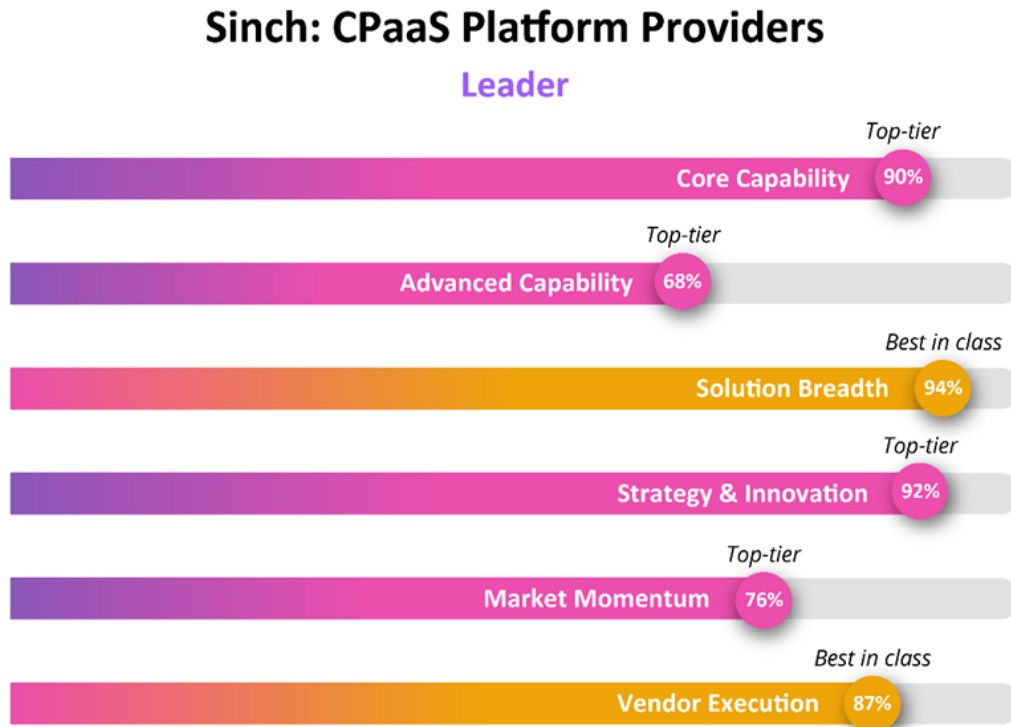 Sinch: CPaaS Platform Providers
Leader
Top-tier
Core Capability 90%
Top-tier
Advanced Capability 68%
Best in class
Solution Breadth 94%
Top-tier
Strategy & Innovation 92%
Top-tier
Market Momentum 76%
Best in class
Vendor Execution 87%